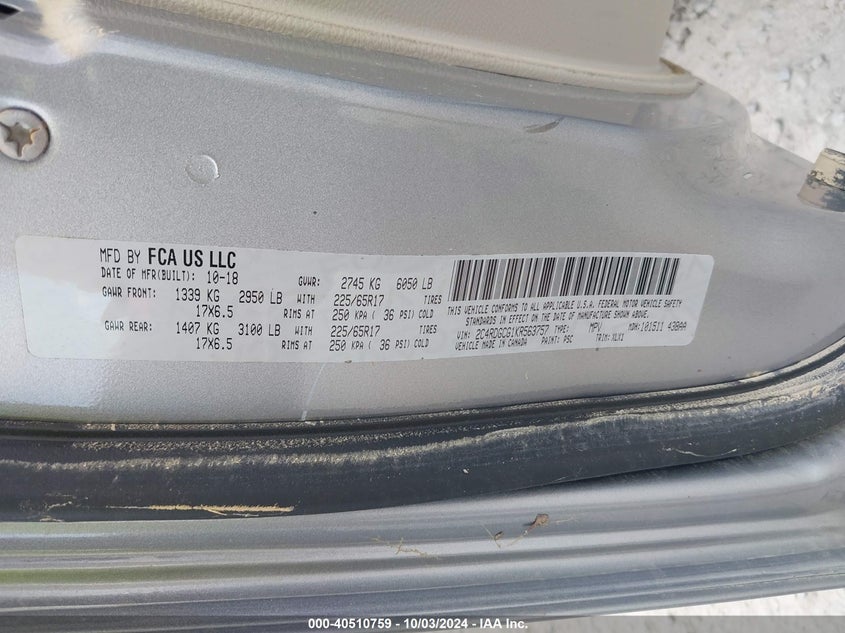 MFD BY FCA US LLC
DATE OF MFR(BUILT): 10-18 GVWR: 2745 KG 6050 LB
GAWR FRONT: 1339 KG 2950 LB WITH 225/65R17 TIRES
17X6.5 RIMS AT 250 KPA ( 36 PSI) COLD
GAWR REAR: 1407 KG 3100 LB WITH 225/65R17 TIRES
17X6.5 RIMS AT 250 KPA ( 36 PSI) COLD
THIS VEHICLE CONFORMS TO ALL APPLICABLE U.S.A. FEDERAL MOTOR VEHICLE SAFETY
STANDARDS IN EFFECT ON THE DATE OF MANUFACTURE SHOWN ABOVE.
VIN: 2C4RDGCG1KR563757 TYPE: MPV MDH: 101511 438AA
VEHICLE MADE IN CANADA PAINT: PSC TRIM: XLX1
000-40510759 - 10/03/2024 - IAA Inc.